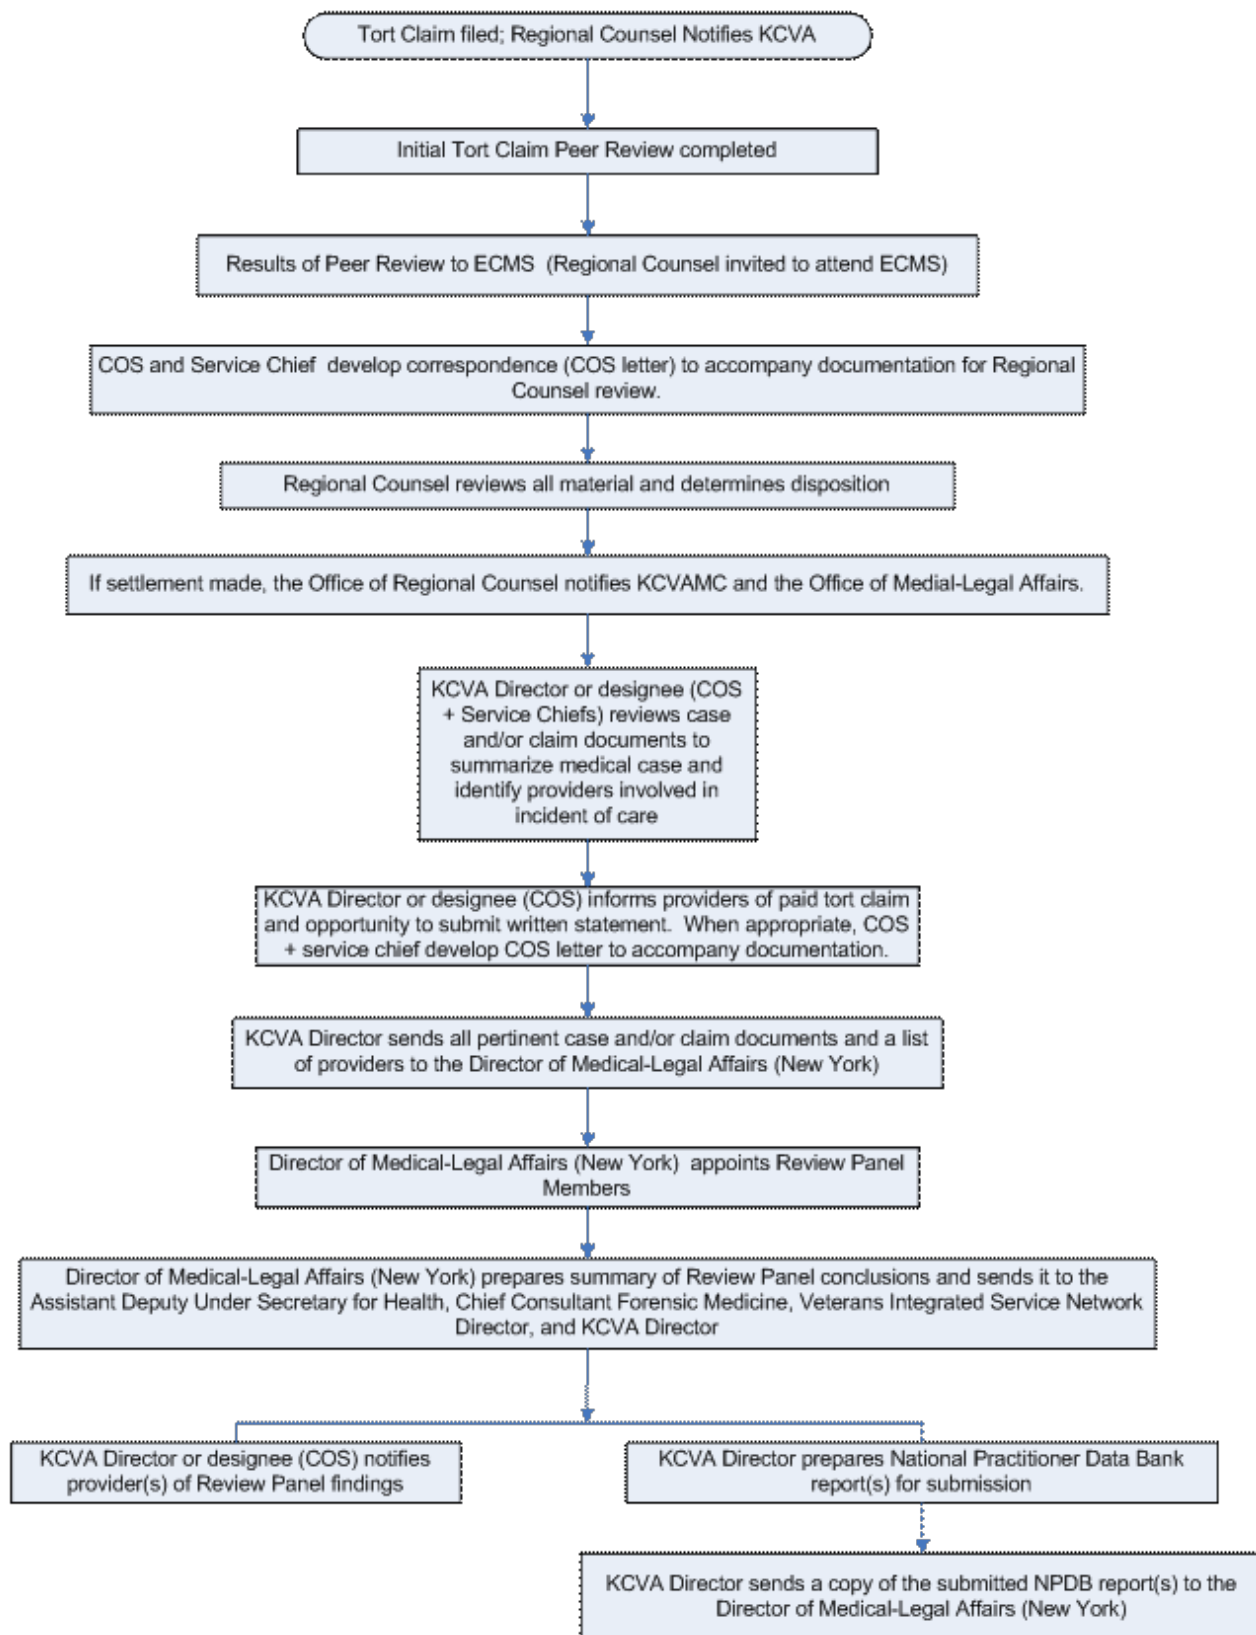 Tort Claim filed; Regional Counsel Notifies KCVA
Initial Tort Claim Peer Review completed
Results of Peer Review to ECMS (Regional Counsel invited to attend ECMS)
COS and Service Chief develop correspondence (COS letter) to accompany documentation for Regional
Counsel review.
Regional Counsel reviews all material and determines disposition
If settlement made, the Office of Regional Counsel notifies KCVAMC and the Office of Medial-Legal Affairs.
KCVA Director or designee (COS
+ Service Chiefs) reviews case
and/or claim documents to
summarize medical case and
identify providers involved in
incident of care
KCVA Director or designee (COS) informs providers of paid tort claim
and opportunity to submit written statement. When appropriate, COS
+ service chief develop COS letter to accompany documentation.
KCVA Director sends all pertinent case and/or claim documents and a list
of providers to the Director of Medical-Legal Affairs (New York)
Director of Medical-Legal Affairs (New York) appoints Review Panel
Members
Director of Medical-Legal Affairs (New York) prepares summary of Review Panel conclusions and sends it to the
Assistant Deputy Under Secretary for Health, Chief Consultant Forensic Medicine, Veterans Integrated Service Network
Director, and KCVA Director
KCVA Director or designee (COS) notifies
provider(s) of Review Panel findings
KCVA Director prepares National Practitioner Data Bank
report(s) for submission
KCVA Director sends a copy of the submitted NPDB report(s) to the
Director of Medical-Legal Affairs (New York)